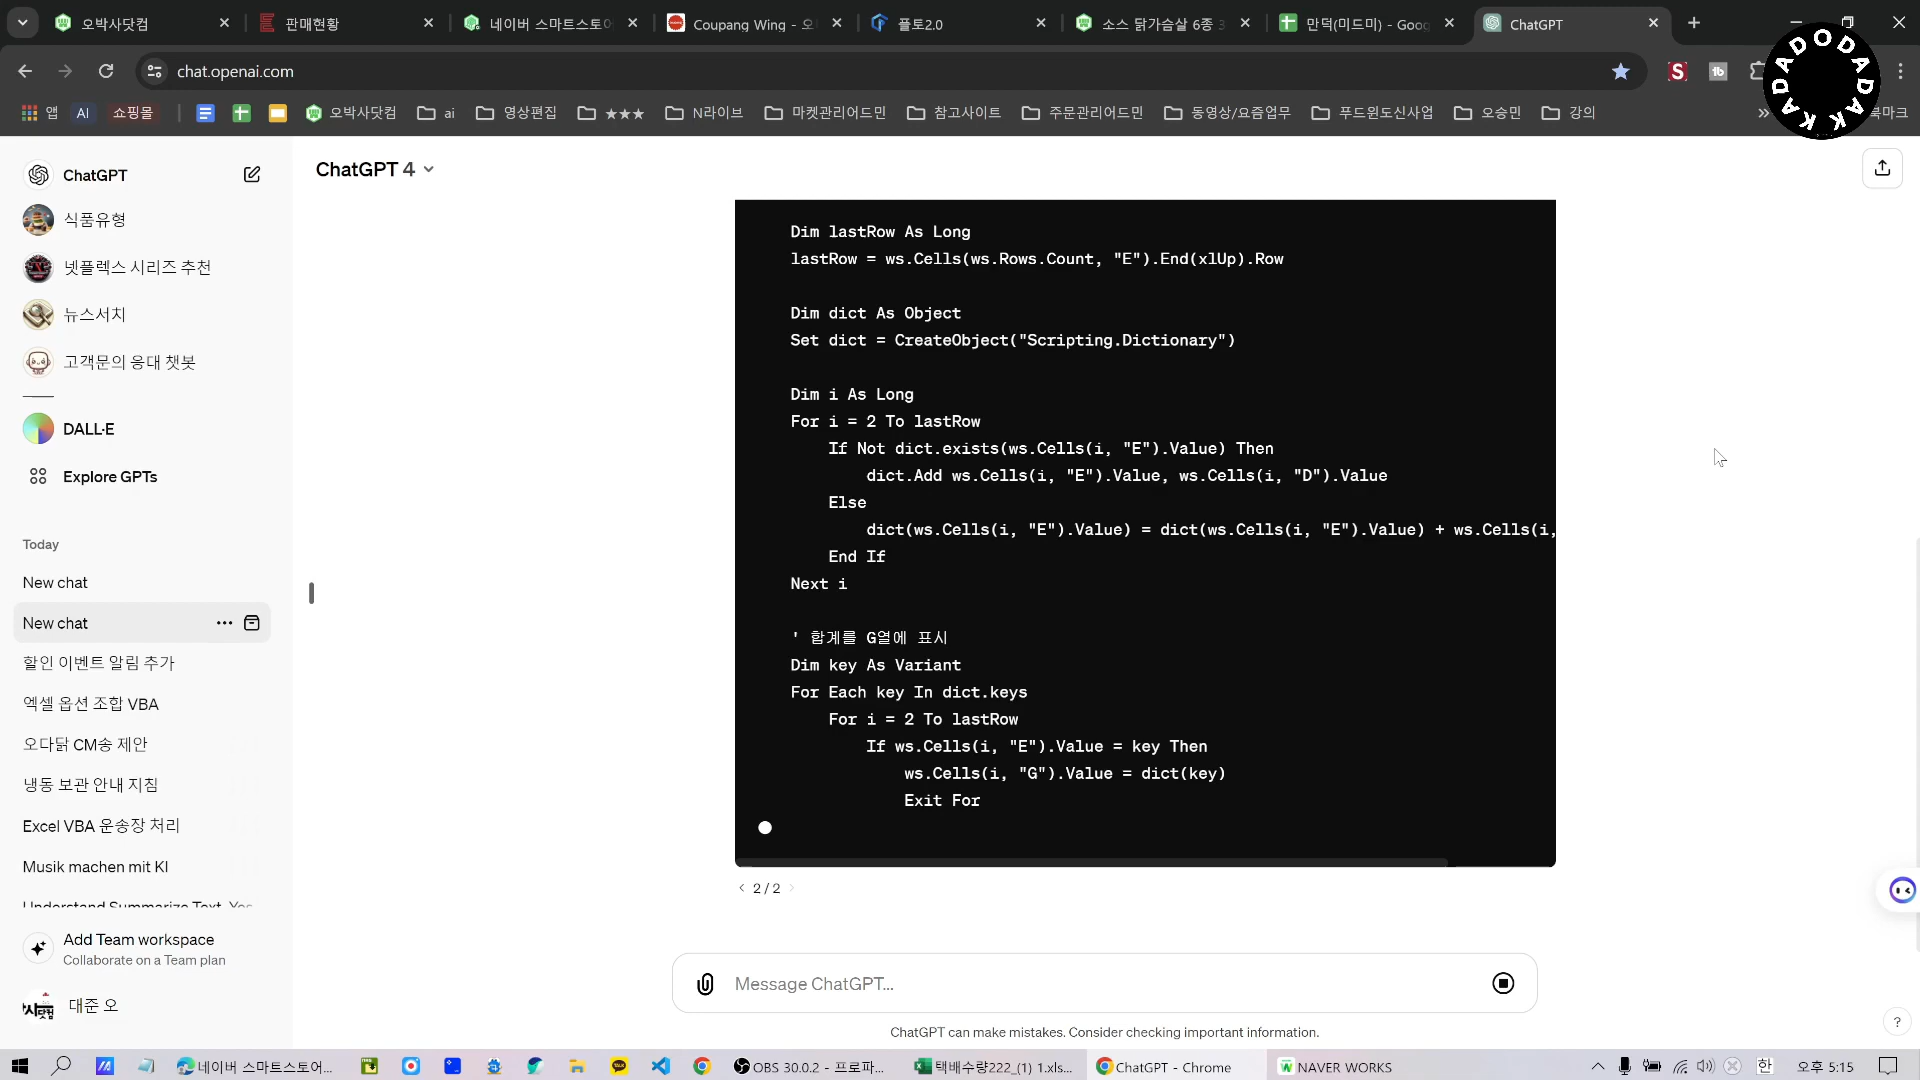 오박사닷컴
판매현황
네이버 스마트스토어
Coupang Wing - 오
플토2.0
소스 닭가슴살 6종 3
만덕(미드미) - Goog
ChatGPT
chat.openai.com
앱
AI
쇼핑몰
오박사닷컴
ai
영상편집
★★★
N라이브
마켓관리어드민
참고사이트
주문관리어드민
동영상/요즘업무
푸드윈도신사업
오승민
강의
»
북마크
DADODADAKKA
ChatGPT
식품유형
넷플렉스 시리즈 추천
뉴스서치
고객문의 응대 챗봇
DALL·E
Explore GPTs
Today
New chat
New chat
할인 이벤트 알림 추가
엑셀 옵션 조합 VBA
오다닭 CM송 제안
냉동 보관 안내 지침
Excel VBA 운송장 처리
Musik machen mit KI
Understand Summarize Text, Yes
Add Team workspace
Collaborate on a Team plan
대준 오
ChatGPT 4
Dim lastRow As Long
lastRow = ws.Cells(ws.Rows.Count, "E").End(xlUp).Row
Dim dict As Object
Set dict = CreateObject("Scripting.Dictionary")
Dim i As Long
For i = 2 To lastRow
If Not dict.exists(ws.Cells(i, "E").Value) Then
dict.Add ws.Cells(i, "E").Value, ws.Cells(i, "D").Value
Else
dict(ws.Cells(i, "E").Value) = dict(ws.Cells(i, "E").Value) + ws.Cells(i,
End If
Next i
' 합계를 G열에 표시
Dim key As Variant
For Each key In dict.keys
For i = 2 To lastRow
If ws.Cells(i, "E").Value = key Then
ws.Cells(i, "G").Value = dict(key)
Exit For
2 / 2
Message ChatGPT...
ChatGPT can make mistakes. Consider checking important information.
?
네이버 스마트스토어...
OBS 30.0.2 - 프로파...
택배수량222_(1) 1.xls...
ChatGPT - Chrome
NAVER WORKS
한
오후 5:15